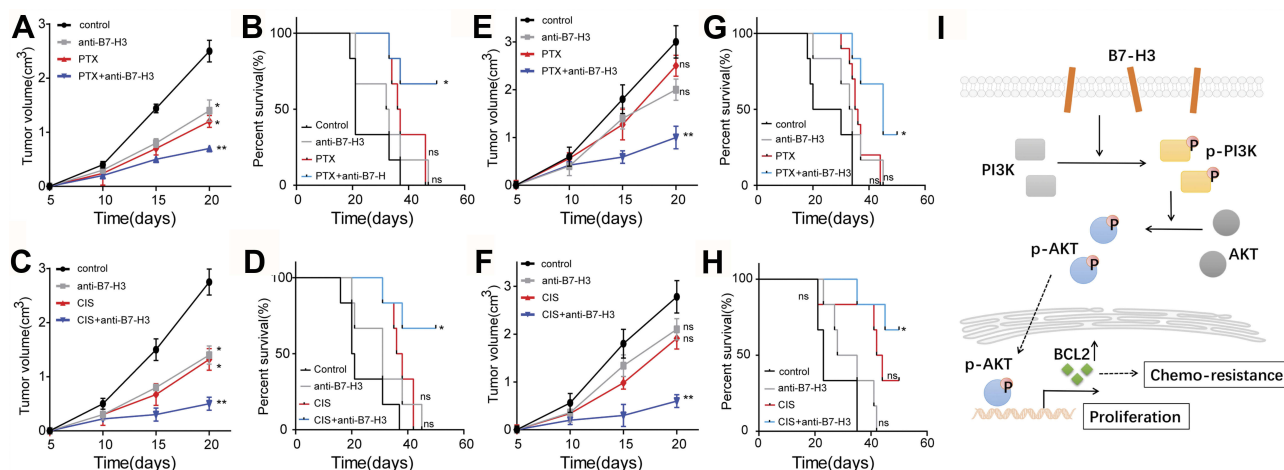 A
Tumor volume(cm3)
3
2
1
0
5
10
15
20
Time(days)
control
anti-B7-H3
PTX
PTX+anti-B7-H3
*
*
**
B
Percent survival(%)
100
50
0
0
20
40
60
Time(days)
Control
anti-B7-H3
PTX
PTX+anti-B7-H
*
ns
ns
E
Tumor volume(cm3)
3
2
1
0
5
10
15
20
Time(days)
control
anti-B7-H3
PTX
PTX+anti-B7-H3
ns
ns
**
G
Percent survival(%)
100
50
0
0
20
40
60
Time(days)
Control
anti-B7-H3
PTX
PTX+anti-B7-H3
*
ns
ns
C
Tumor volume(cm3)
3
2
1
0
5
10
15
20
Time(days)
control
anti-B7-H3
CIS
CIS+anti-B7-H3
*
*
**
D
Percent survival(%)
100
50
0
0
20
40
60
Time(days)
control
anti-B7-H3
CIS
CIS+anti-B7-H3
*
ns
ns
F
Tumor volume(cm3)
3
2
1
0
5
10
15
20
Time(days)
control
anti-B7-H3
CIS
CIS+anti-B7-H3
ns
ns
**
H
Percent survival(%)
100
50
0
0
20
40
60
Time(days)
control
anti-B7-H3
CIS
CIS+anti-B7-H3
ns
*
ns
I
B7-H3
PI3K
P
p-PI3K
P
P
p-AKT
P
AKT
p-AKT
P
BCL2
Chemo-resistance
Proliferation